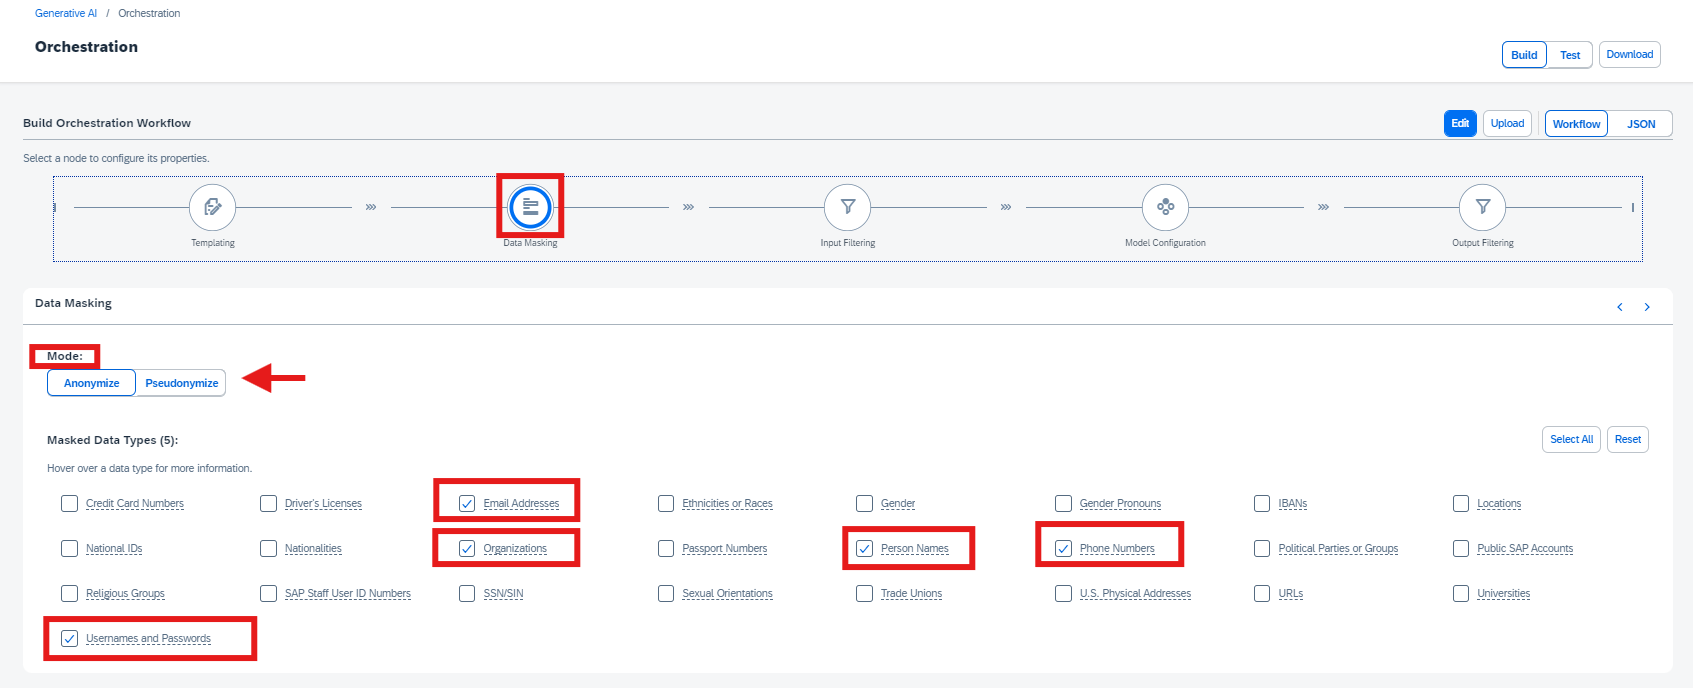 Generative AI / Orchestration
Orchestration
Build Test Download
Build Orchestration Workflow
Edit Upload Workflow JSON
Select a node to configure its properties.
Templating Data Masking Input Filtering Model Configuration Output Filtering
Data Masking
Mode:
Anonymize Pseudonymize
Masked Data Types (5):
Select All Reset
Hover over a data type for more information.
Credit Card Numbers Driver's Licenses Email Addresses Ethnicities or Races Gender Gender Pronouns IBANs Locations
National IDs Nationalities Organizations Passport Numbers Person Names Phone Numbers Political Parties or Groups Public SAP Accounts
Religious Groups SAP Staff User ID Numbers SSN/SIN Sexual Orientations Trade Unions U.S. Physical Addresses URLs Universities
Usernames and Passwords